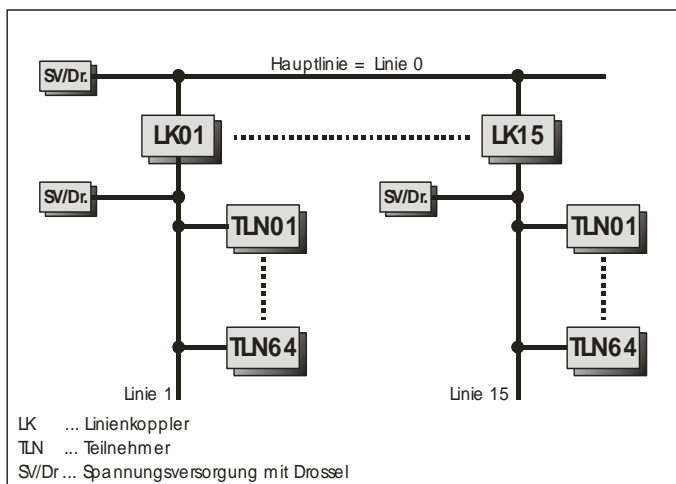 Hauptlinie = Linie 0
SV/Dr.
LK01
LK15
SV/Dr.
SV/Dr.
TLN01
TLN01
TLN64
TLN64
Linie 1
Linie 15
LK ... Linienkoppler
TLN ... Teilnehmer
SV/Dr ... Spannungsversorgung mit Drossel